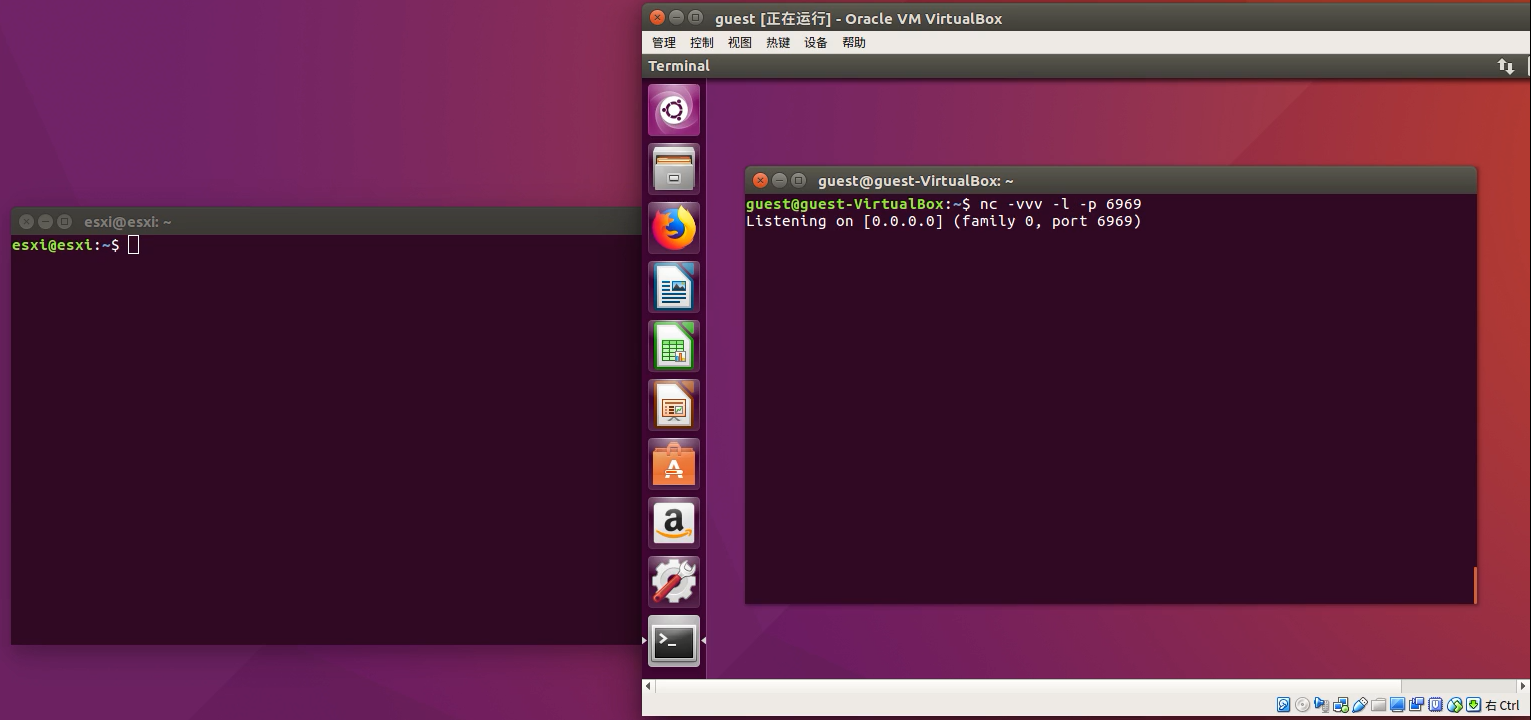 guest [正在运行] - Oracle VM VirtualBox
管理 控制 视图 热键 设备 帮助
Terminal
guest@guest-VirtualBox: ~
guest@guest-VirtualBox:~$ nc -vvv -l -p 6969
Listening on [0.0.0.0] (family 0, port 6969)
esxi@esxi: ~
esxi@esxi:~$
右 Ctrl